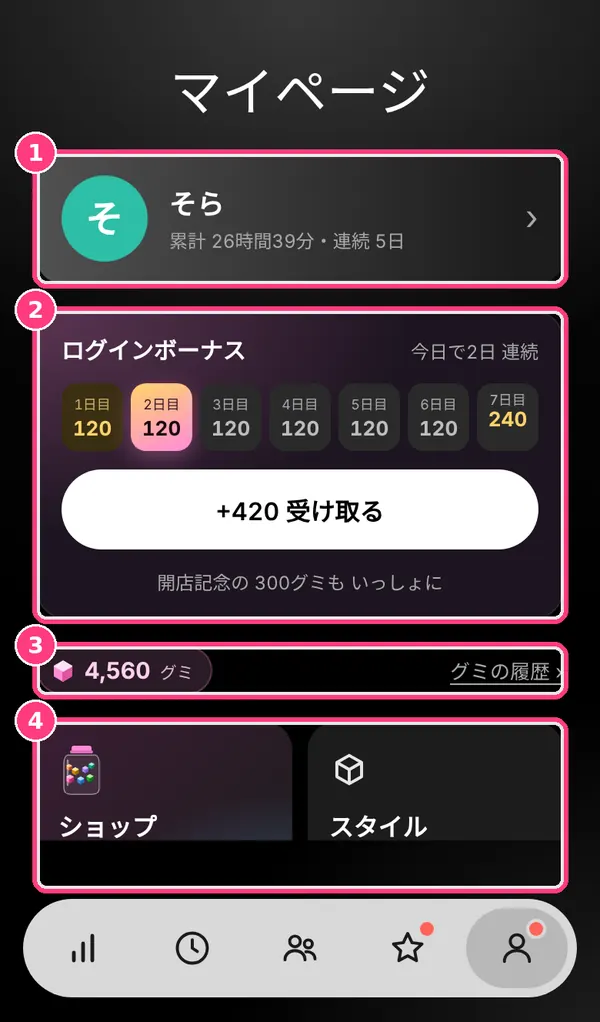 マイページ
1
そ
そら
累計 26時間39分・連続 5日
2
ログインボーナス
今日で2日 連続
1日目 2日目 3日目 4日目 5日目 6日目 7日目
120 120 120 120 120 120 240
+420 受け取る
開店記念の 300グミも いっしょに
3
4,560 グミ
グミの履歴 ›
4
ショップ
スタイル